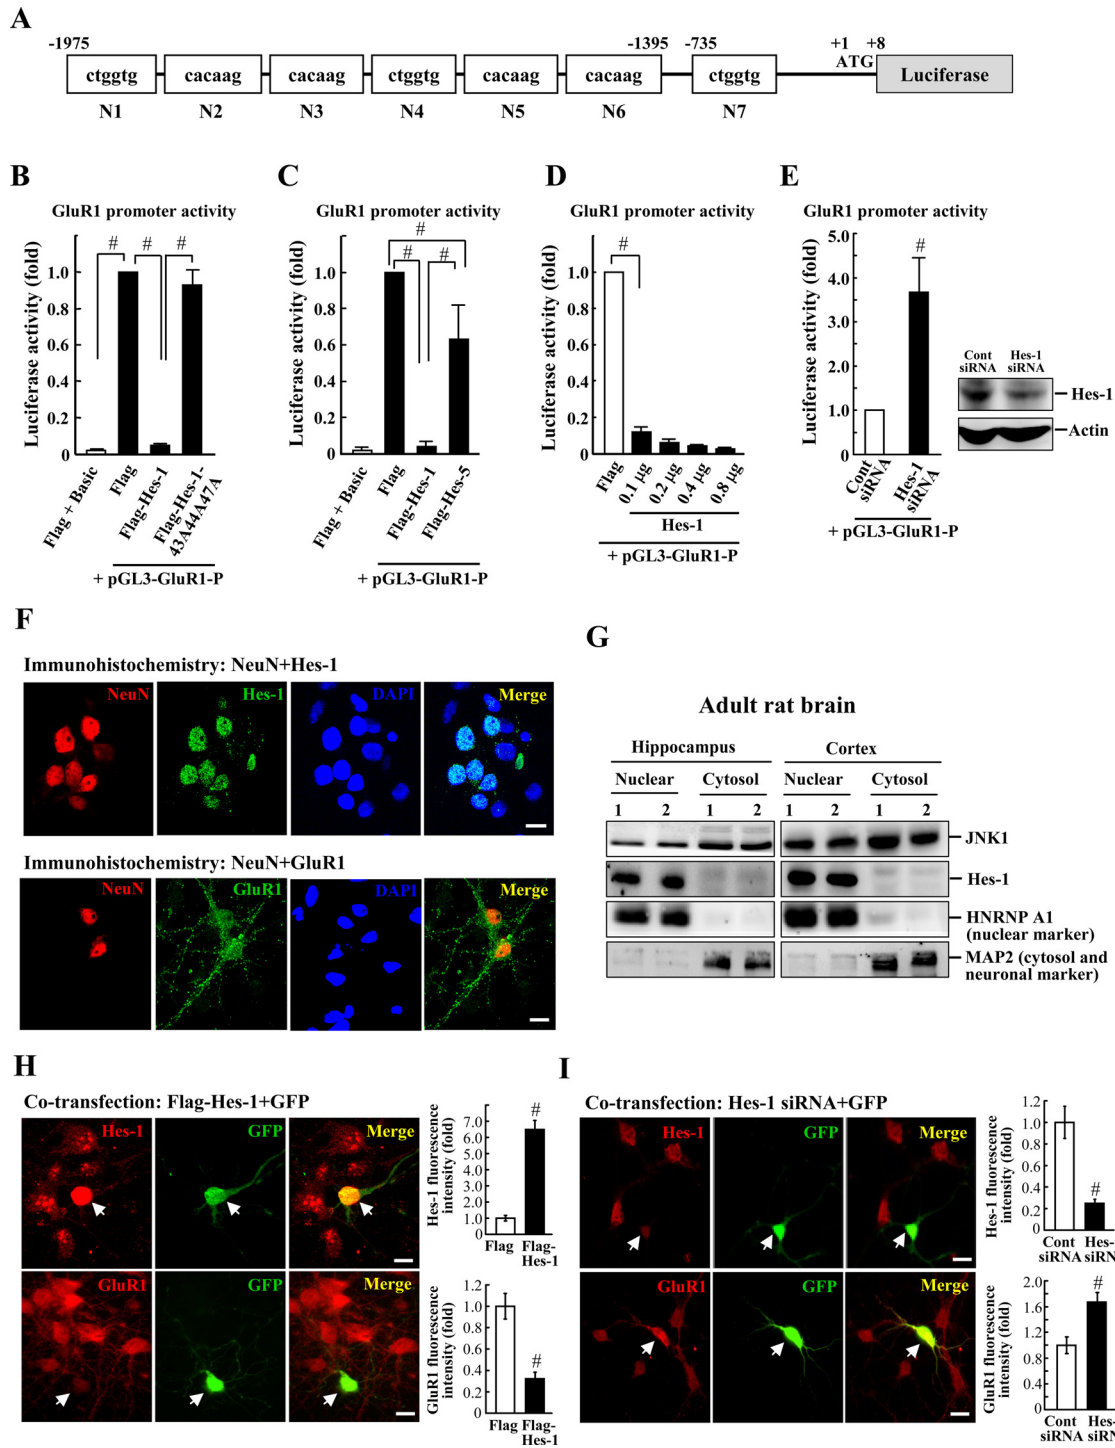 A
-1975 -1395 -735 +1 +8
ATG
ctggtg cacaag cacaag ctggtg cacaag cacaag ctggtg Luciferase
N1 N2 N3 N4 N5 N6 N7
B
GluR1 promoter activity
Luciferase activity (fold)
# # #
1.0
0.8
0.6
0.4
0.2
0
Flag + Basic
Flag
Flag-Hes-1
Flag-Hes-1-
43A44A47A
+ pGL3-GluR1-P
C
GluR1 promoter activity
Luciferase activity (fold)
#
# #
1.0
0.8
0.6
0.4
0.2
0
Flag + Basic
Flag
Flag-Hes-1
Flag-Hes-5
+ pGL3-GluR1-P
D
GluR1 promoter activity
Luciferase activity (fold)
#
1.0
0.8
0.6
0.4
0.2
0
Flag
0.1 µg
0.2 µg
0.4 µg
0.8 µg
Hes-1
+ pGL3-GluR1-P
E
GluR1 promoter activity
Luciferase activity (fold)
#
5.0
4.0
3.0
2.0
1.0
0
Cont
siRNA
Hes-1
siRNA
+ pGL3-GluR1-P
Cont Hes-1
siRNA siRNA
Hes-1
Actin
F
Immunohistochemistry: NeuN+Hes-1
NeuN Hes-1 DAPI Merge
Immunohistochemistry: NeuN+GluR1
NeuN GluR1 DAPI Merge
G
Adult rat brain
Hippocampus Cortex
Nuclear Cytosol Nuclear Cytosol
1 2 1 2 1 2 1 2
JNK1
Hes-1
HNRNP A1
(nuclear marker)
MAP2 (cytosol and
neuronal marker)
H
Co-transfection: Flag-Hes-1+GFP
Hes-1 GFP Merge
GluR1 GFP Merge
Hes-1 fluorescence
intensity (fold)
#
7.0
6.0
5.0
4.0
3.0
2.0
1.0
0
Flag Flag-
Hes-1
GluR1 fluorescence
intensity (fold)
#
1.2
1.0
0.8
0.6
0.4
0.2
0
Flag Flag-
Hes-1
I
Co-transfection: Hes-1 siRNA+GFP
Hes-1 GFP Merge
GluR1 GFP Merge
Hes-1 fluorescence
intensity (fold)
#
1.2
1.0
0.8
0.6
0.4
0.2
0
Cont Hes-
siRNA siRN
GluR1 fluorescence
intensity (fold)
#
2.0
1.6
1.2
0.8
0.4
0
Cont Hes-
siRNA siRN